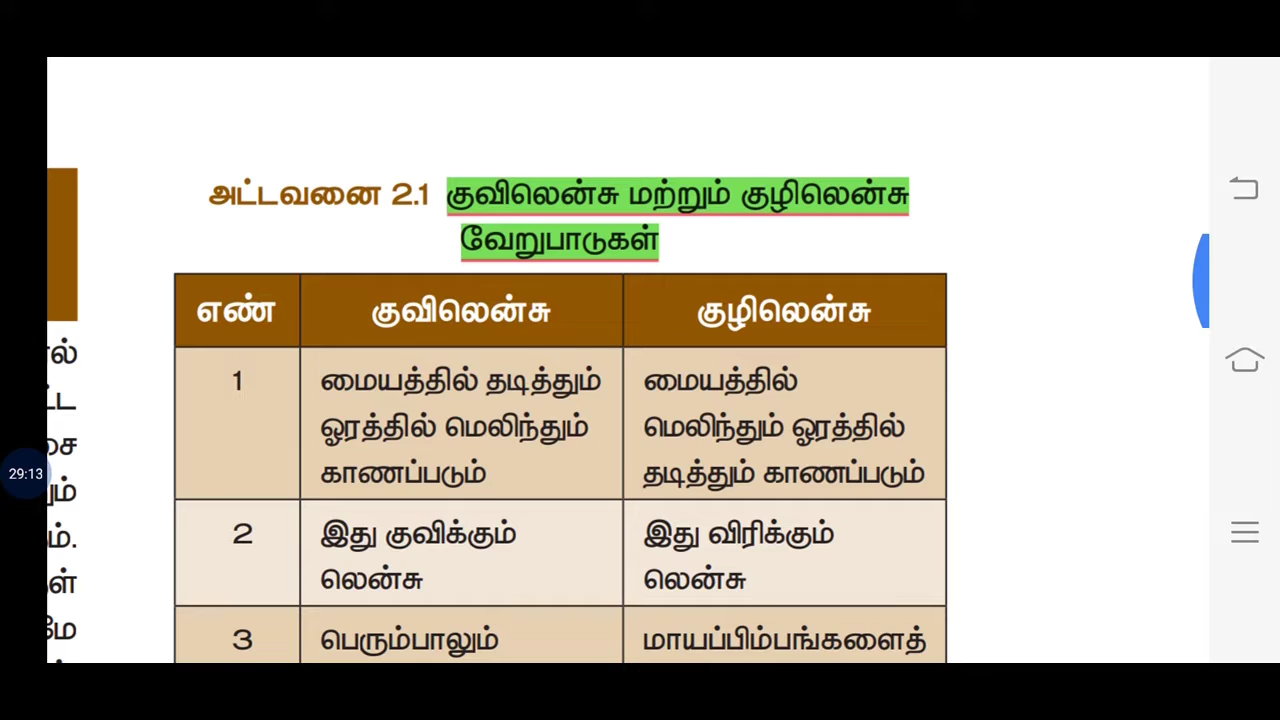 அட்டவணை 2.1 குவிலென்சு மற்றும் குழிலென்சு
வேறுபாடுகள்
எண் குவிலென்சு குழிலென்சு
1 மையத்தில் தடித்தும் மையத்தில்
ஓரத்தில் மெலிந்தும் மெலிந்தும் ஓரத்தில்
காணப்படும் தடித்தும் காணப்படும்
2 இது குவிக்கும் இது விரிக்கும்
லென்சு லென்சு
3 பெரும்பாலும் மாயப்பிம்பங்களைத்
29:13